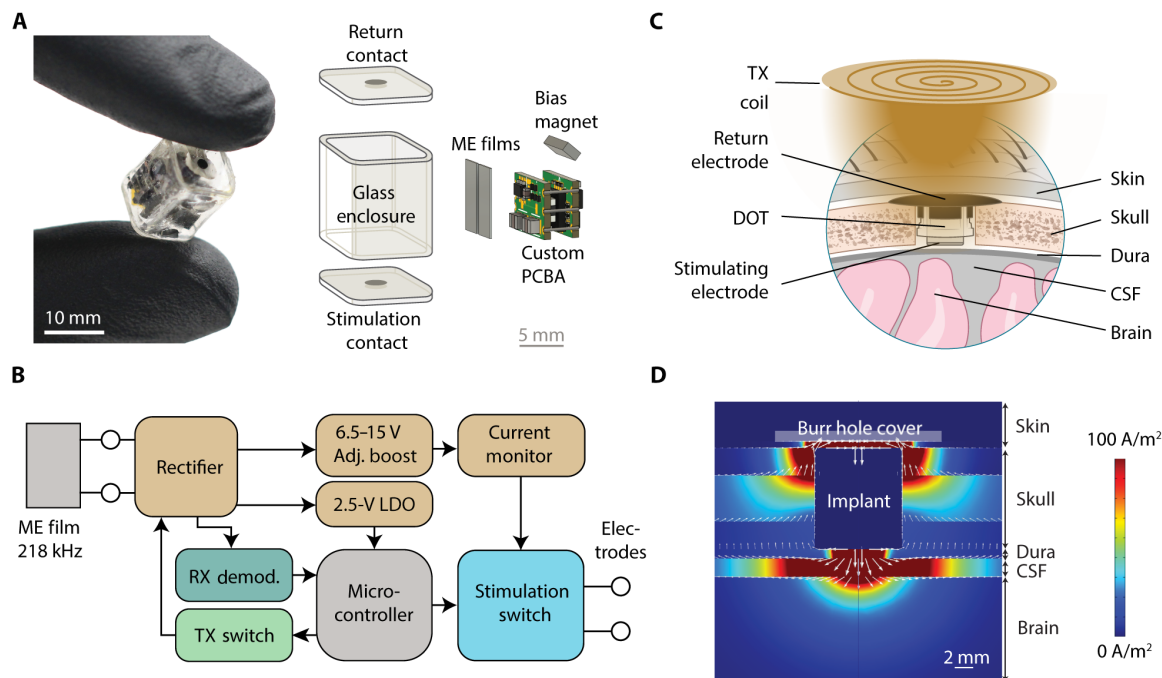 A
Return
contact
Glass
enclosure
Stimulation
contact
ME films
Bias
magnet
Custom
PCBA
10 mm
5 mm
B
ME film
218 kHz
Rectifier
6.5–15 V
Adj. boost
Current
monitor
2.5-V LDO
RX demod.
TX switch
Micro-
controller
Stimulation
switch
Elec-
trodes
C
TX
coil
Return
electrode
DOT
Stimulating
electrode
Skin
Skull
Dura
CSF
Brain
D
Burr hole cover
Implant
Skin
Skull
Dura
CSF
Brain
2 mm
100 A/m²
0 A/m²